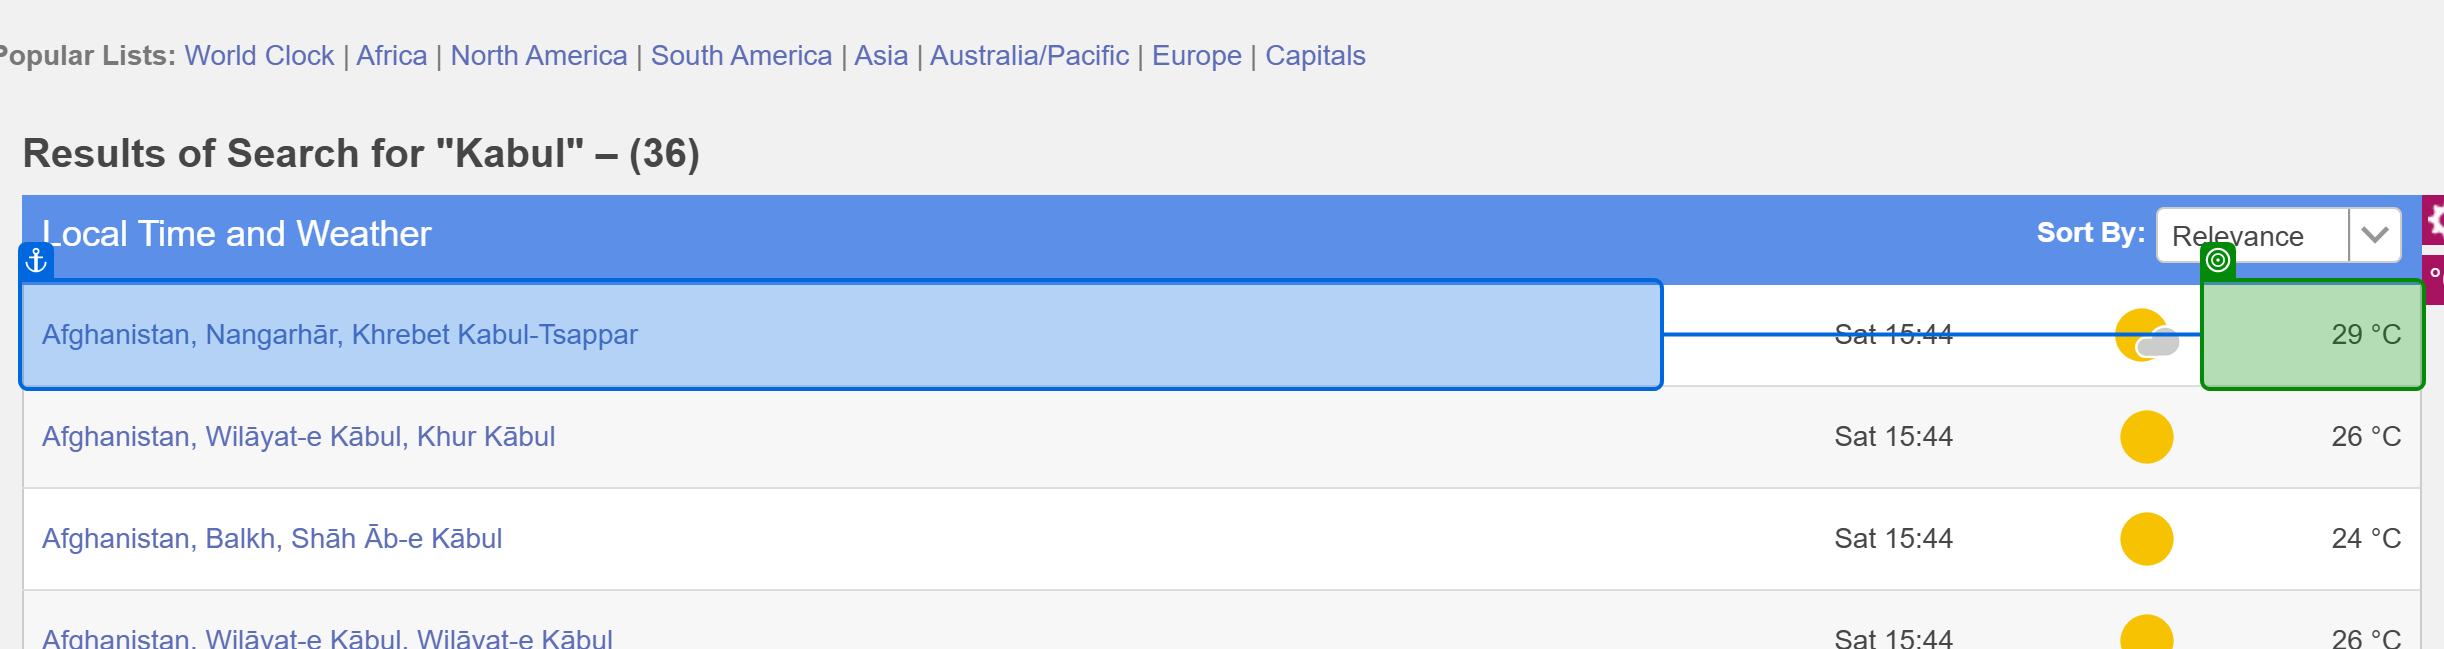 Popular Lists: World Clock | Africa | North America | South America | Asia | Australia/Pacific | Europe | Capitals
Results of Search for "Kabul" – (36)
Local Time and Weather Sort By: Relevance
Afghanistan, Nangarhār, Khrebet Kabul-Tsappar Sat 15:44 29 °C
Afghanistan, Wilāyat-e Kābul, Khur Kābul Sat 15:44 26 °C
Afghanistan, Balkh, Shāh Āb-e Kābul Sat 15:44 24 °C
Afghanistan, Wilāyat-e Kābul, Wilāyat-e Kābul Sat 15:44 26 °C